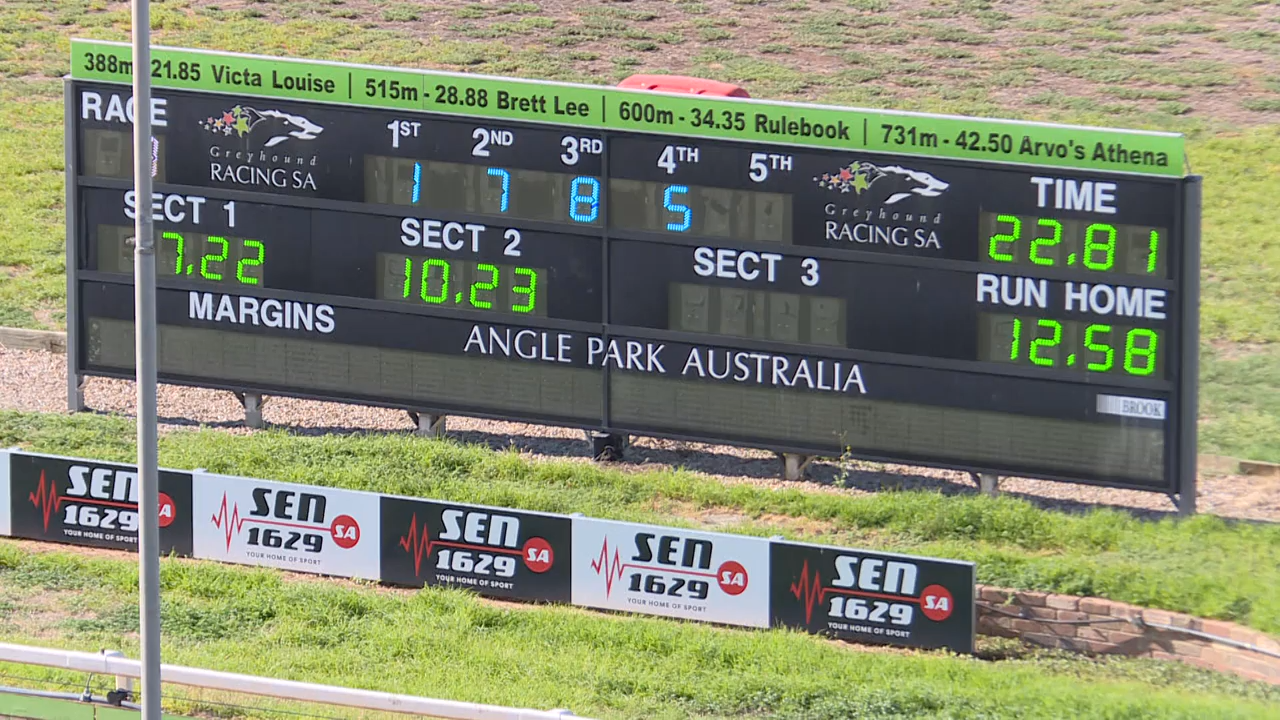 388m 21.85 Victa Louise | 515m - 28.88 Brett Lee | 600m - 34.35 Rulebook | 731m - 42.50 Arvo's Athena
RACE
Greyhound
RACING SA
1ST 2ND 3RD 4TH 5TH
1 7 8 5
Greyhound
RACING SA
TIME
22.81
SECT 1
7.22
SECT 2
10.23
SECT 3
RUN HOME
12.58
MARGINS
ANGLE PARK AUSTRALIA
BROOK
SEN
1629 SA
YOUR HOME OF SPORT
SEN
1629 SA
YOUR HOME OF SPORT
SEN
1629 SA
YOUR HOME OF SPORT
SEN
1629 SA
YOUR HOME OF SPORT
SEN
1629 SA
YOUR HOME OF SPORT